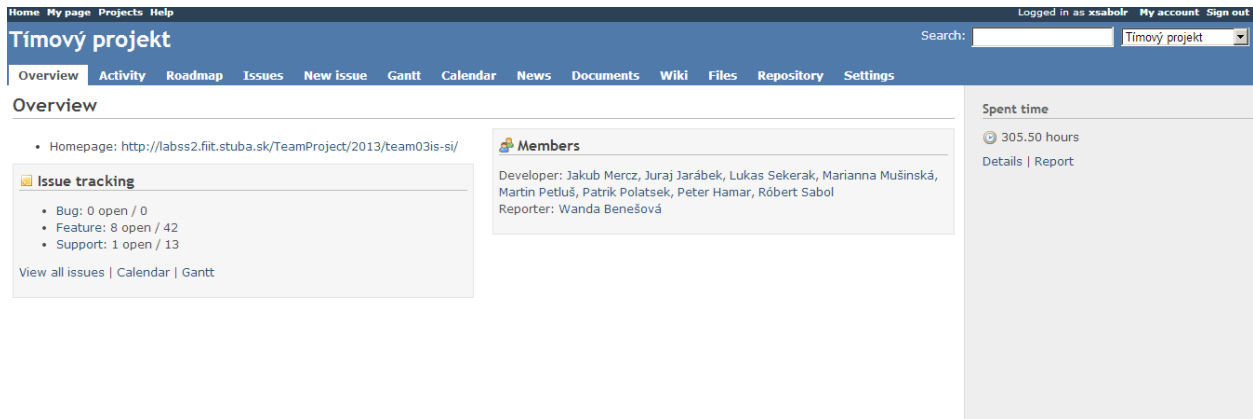 Home My page Projects Help
Logged in as xsabolr My account Sign out
Tímový projekt
Search:
Tímový projekt
Overview Activity Roadmap Issues New issue Gantt Calendar News Documents Wiki Files Repository Settings
Overview
Homepage: http://labss2.fiit.stuba.sk/TeamProject/2013/team03is-si/
Issue tracking
Bug: 0 open / 0
Feature: 8 open / 42
Support: 1 open / 13
View all issues | Calendar | Gantt
Members
Developer: Jakub Mercz, Juraj Jarábek, Lukas Sekerak, Marianna Mušinská,
Martin Petluš, Patrik Polatsek, Peter Hamar, Róbert Sabol
Reporter: Wanda Benešová
Spent time
305.50 hours
Details | Report